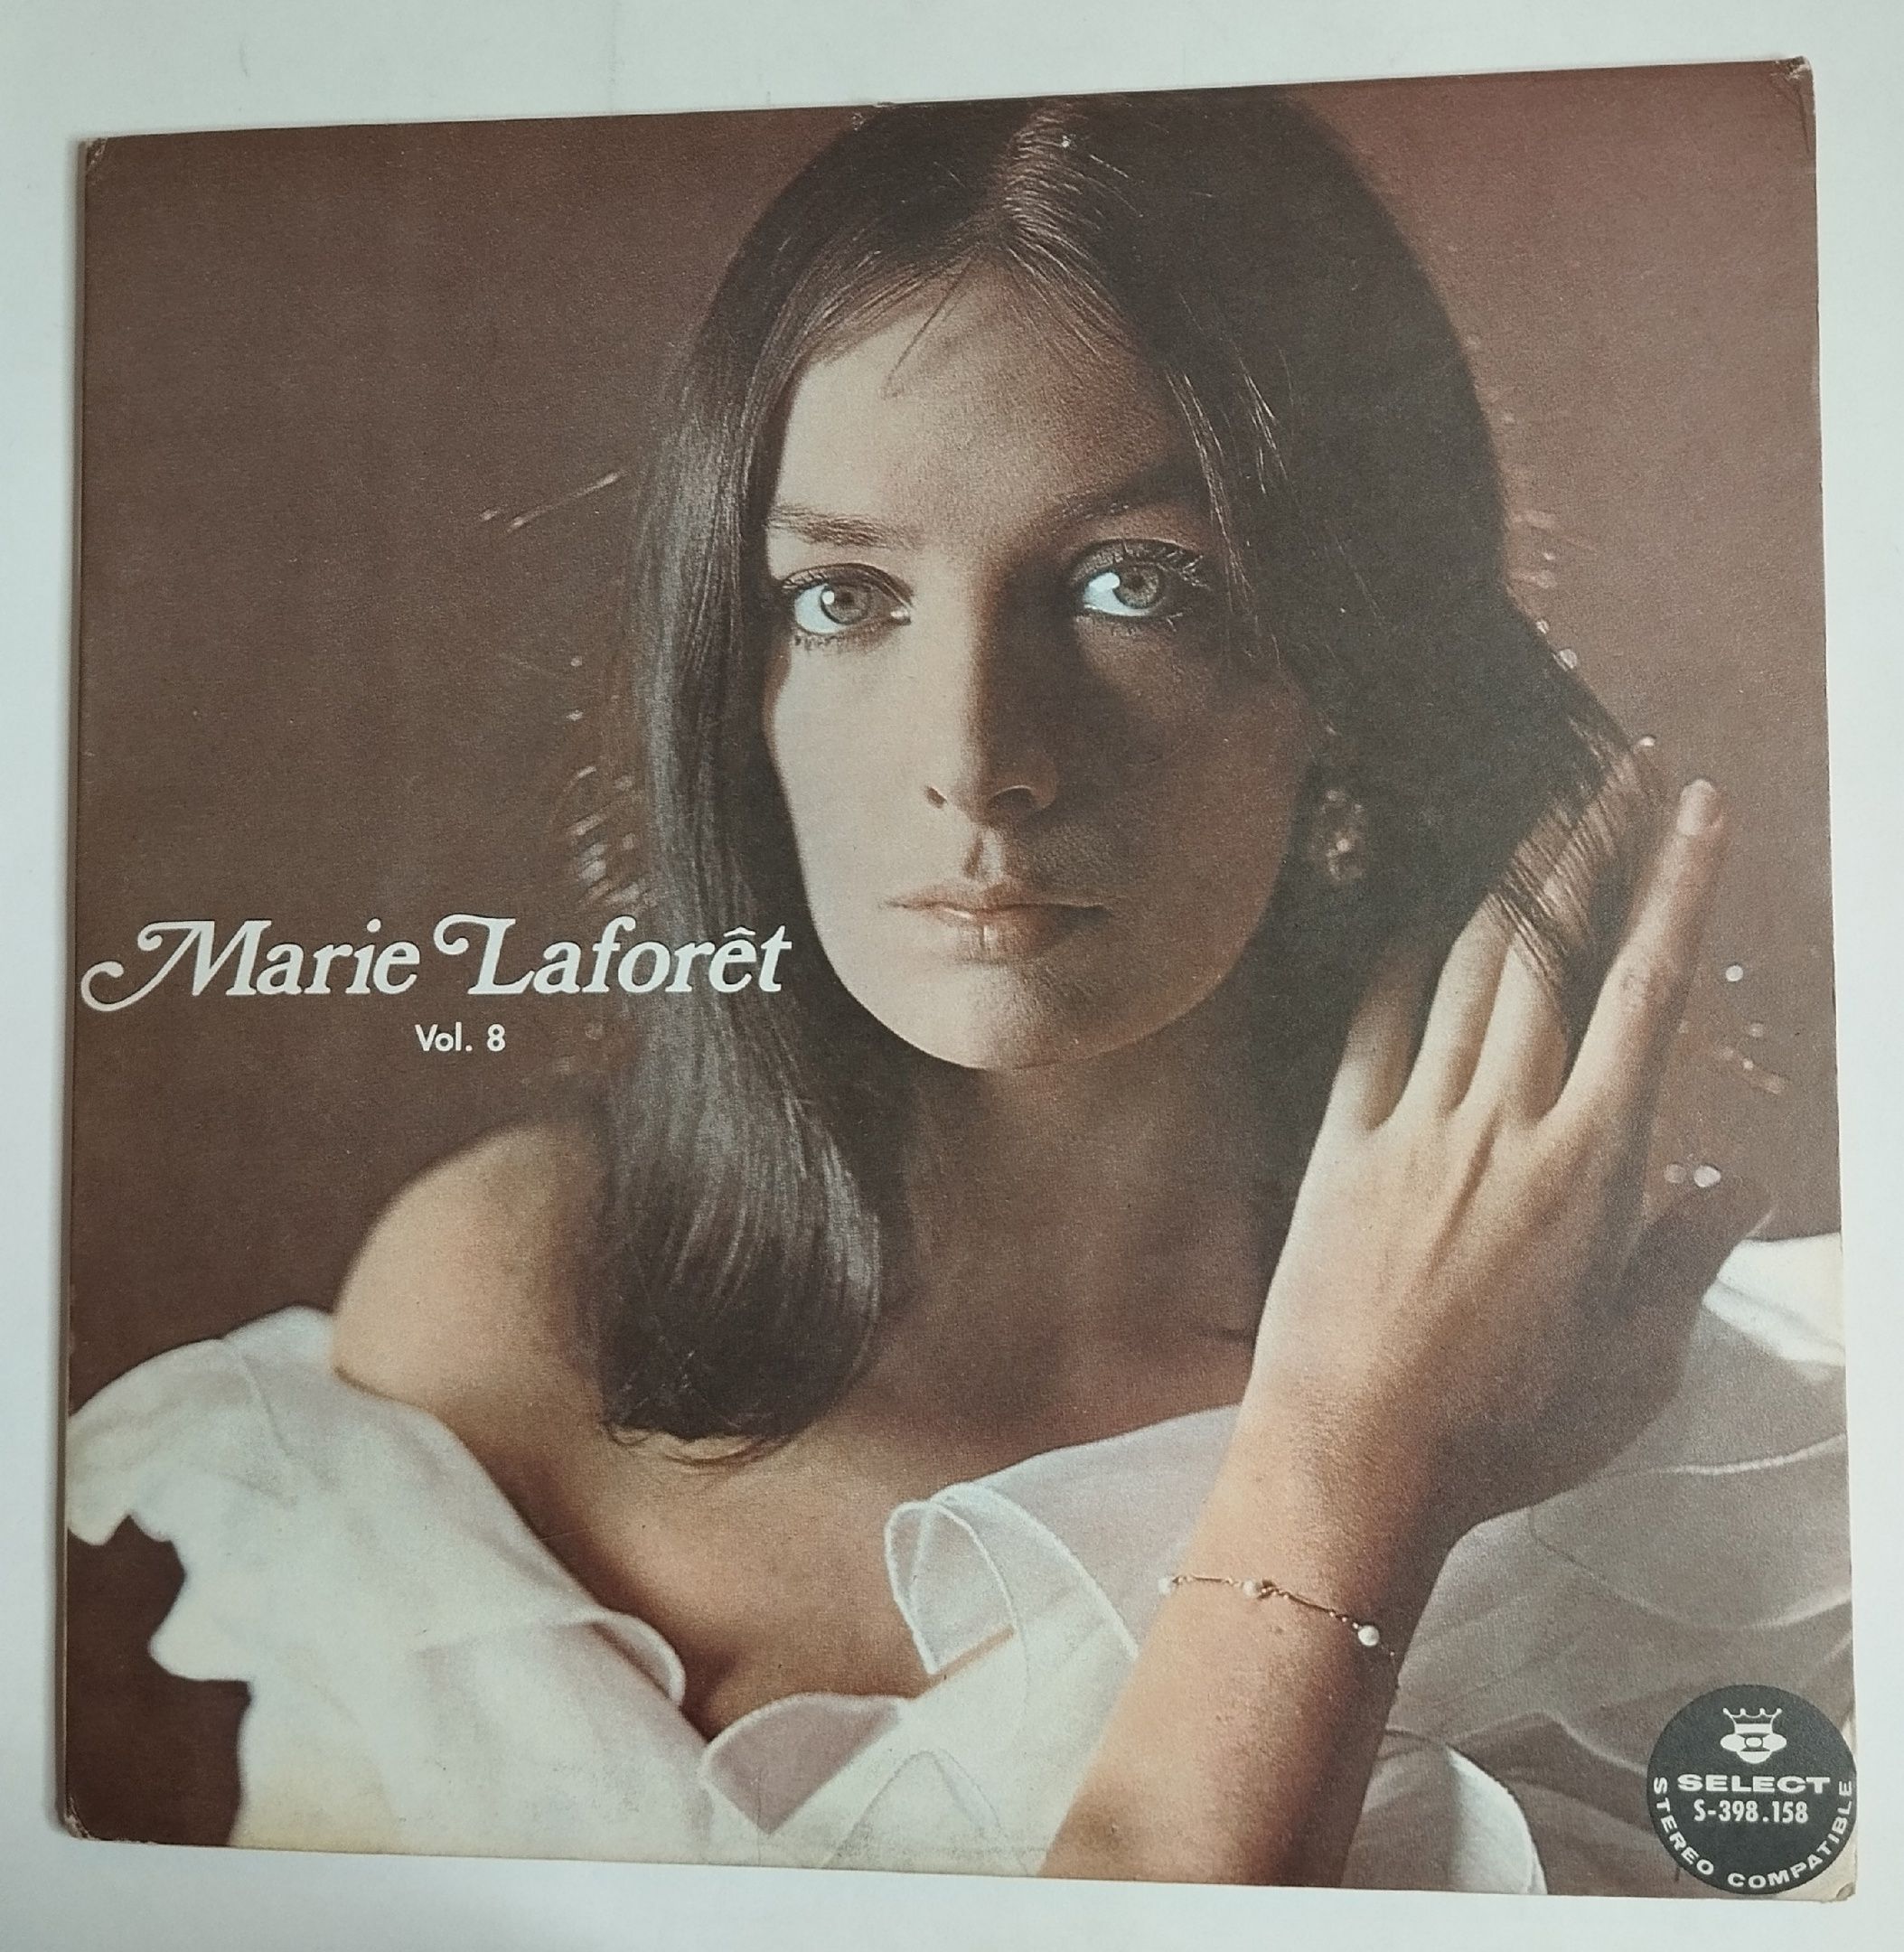 Marie Laforêt
Vol. 8
SELECT
S-398.158
STEREO COMPATIBLE